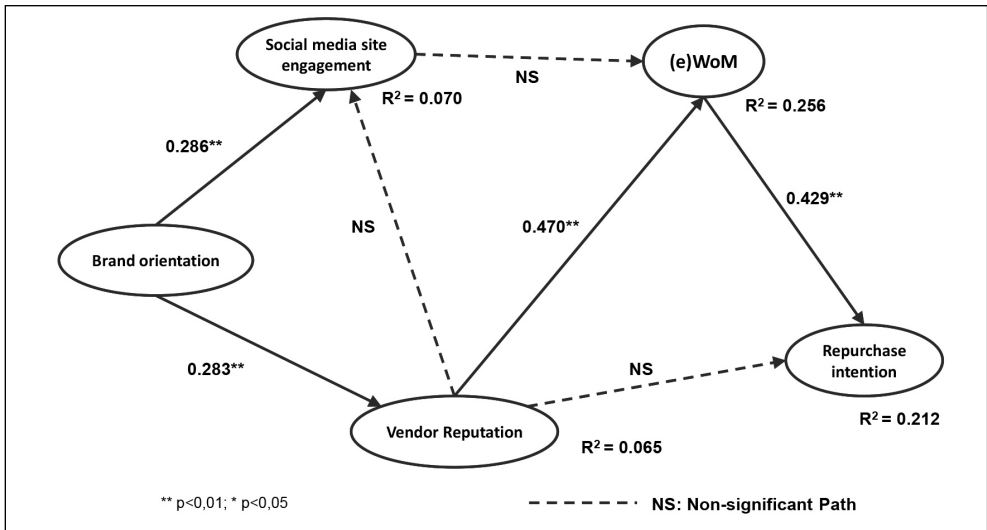 Social media site
engagement
(e)WoM
NS
R² = 0.070
R² = 0.256
0.286**
0.429**
NS
0.470**
Brand orientation
0.283**
NS
Repurchase
intention
Vendor Reputation
R² = 0.212
R² = 0.065
** p<0,01; * p<0,05
NS: Non-significant Path